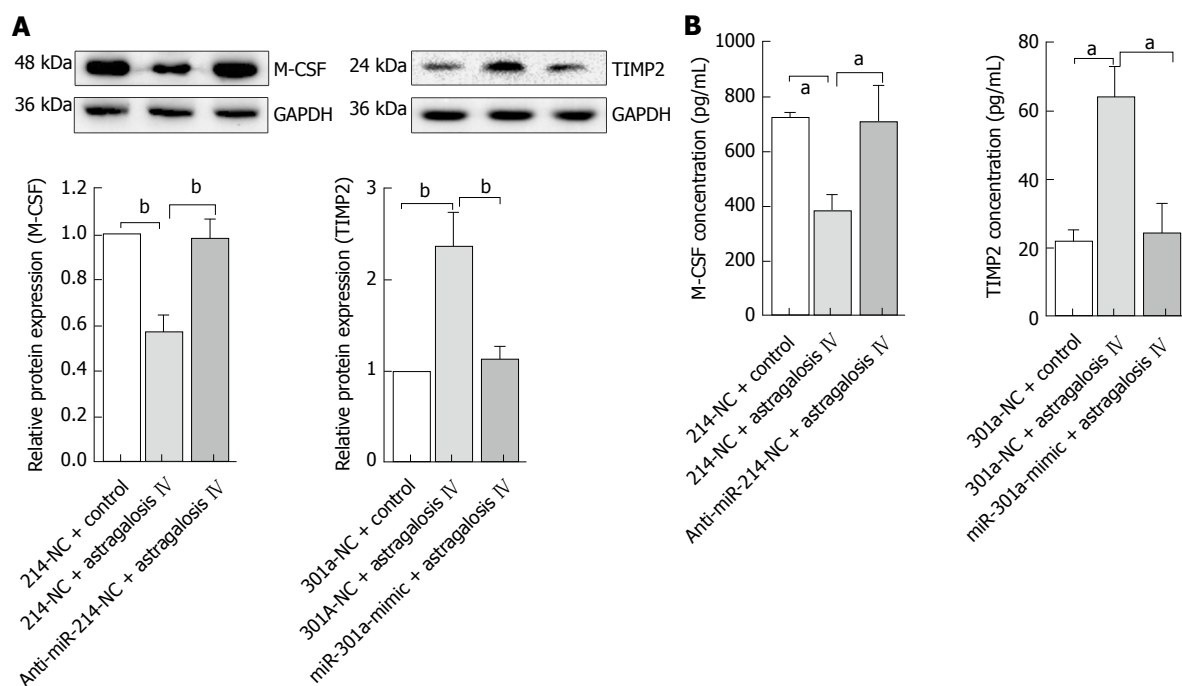 A
48 kDa
M-CSF
36 kDa
GAPDH
24 kDa
TIMP2
36 kDa
GAPDH
Relative protein expression (M-CSF)
1.2
1.0
0.8
0.6
0.4
0.2
0.0
b
b
214-NC + control
214-NC + astragalosis IV
Anti-miR-214-NC + astragalosis IV
Relative protein expression (TIMP2)
3
2
1
0
b
b
301a-NC + control
301A-NC + astragalosis IV
miR-301a-mimic + astragalosis IV
B
M-CSF concentration (pg/mL)
1000
800
600
400
200
0
a
a
214-NC + control
214-NC + astragalosis IV
Anti-miR-214-NC + astragalosis IV
TIMP2 concentration (pg/mL)
80
60
40
20
0
a
a
301a-NC + control
301a-NC + astragalosis IV
miR-301a-mimic + astragalosis IV